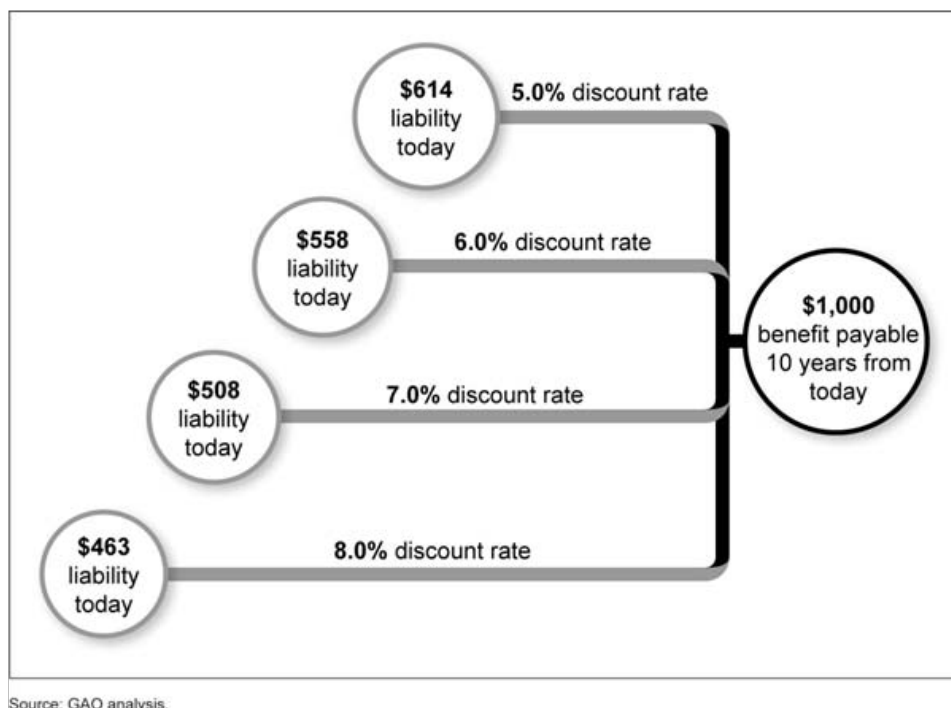 $614
liability
today
5.0% discount rate
$558
liability
today
6.0% discount rate
$1,000
benefit payable
10 years from
today
$508
liability
today
7.0% discount rate
$463
liability
today
8.0% discount rate
Source: GAO analysis.